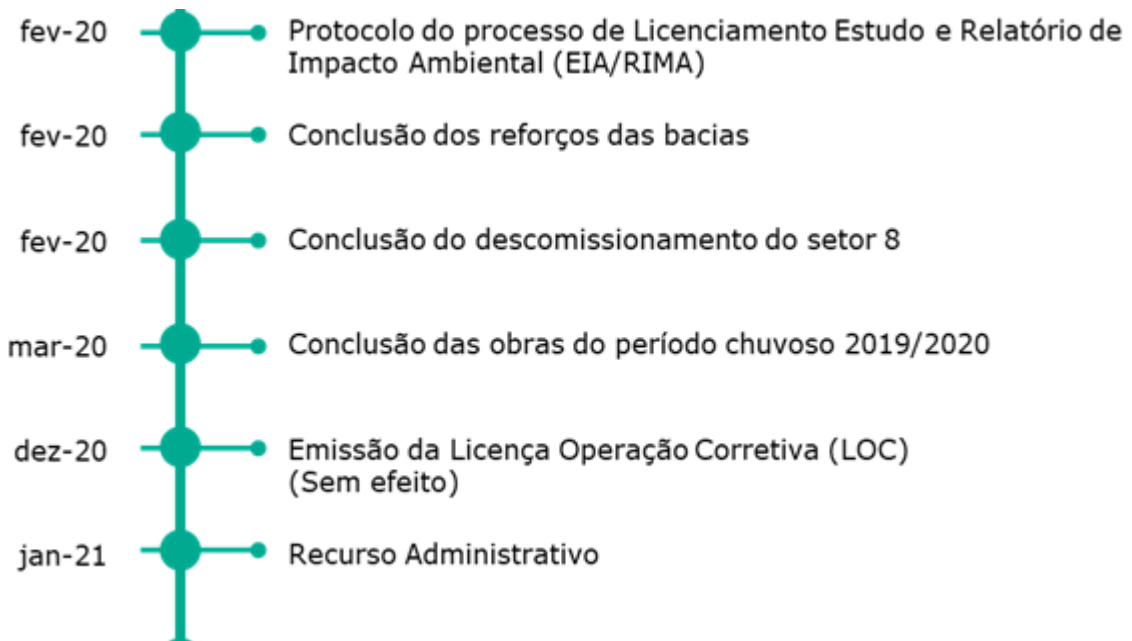 fev-20 Protocolo do processo de Licenciamento Estudo e Relatório de
Impacto Ambiental (EIA/RIMA)
fev-20 Conclusão dos reforços das bacias
fev-20 Conclusão do descomissionamento do setor 8
mar-20 Conclusão das obras do período chuvoso 2019/2020
dez-20 Emissão da Licença Operação Corretiva (LOC)
(Sem efeito)
jan-21 Recurso Administrativo